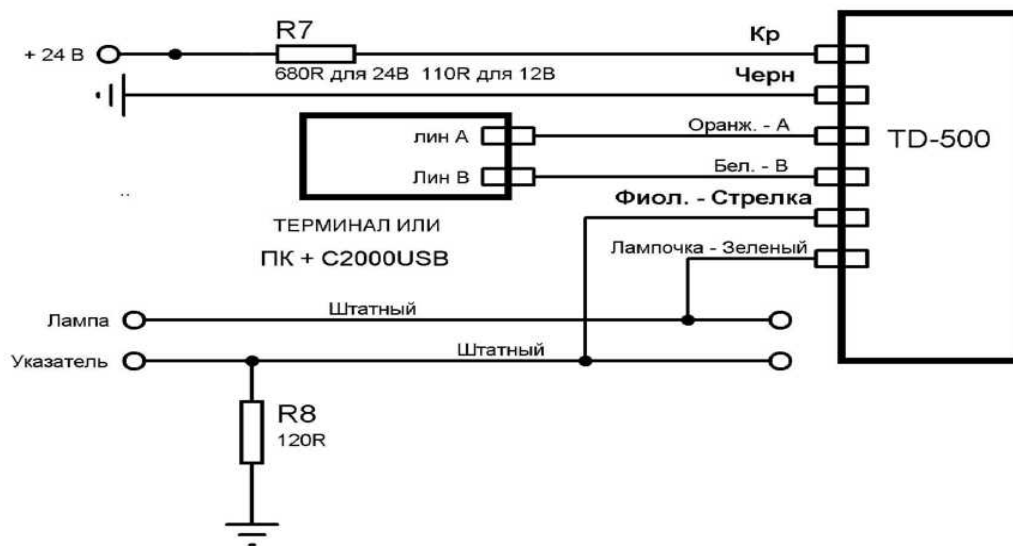 R7
+ 24 В
Кр
680R для 24В 110R для 12В
Черн
лин А
Оранж. - А
TD-500
Лин В
Бел. - В
..
Фиол. - Стрелка
ТЕРМИНАЛ ИЛИ
ПК + C2000USB
Лампочка - Зеленый
Штатный
Лампа
Указатель
Штатный
R8
120R